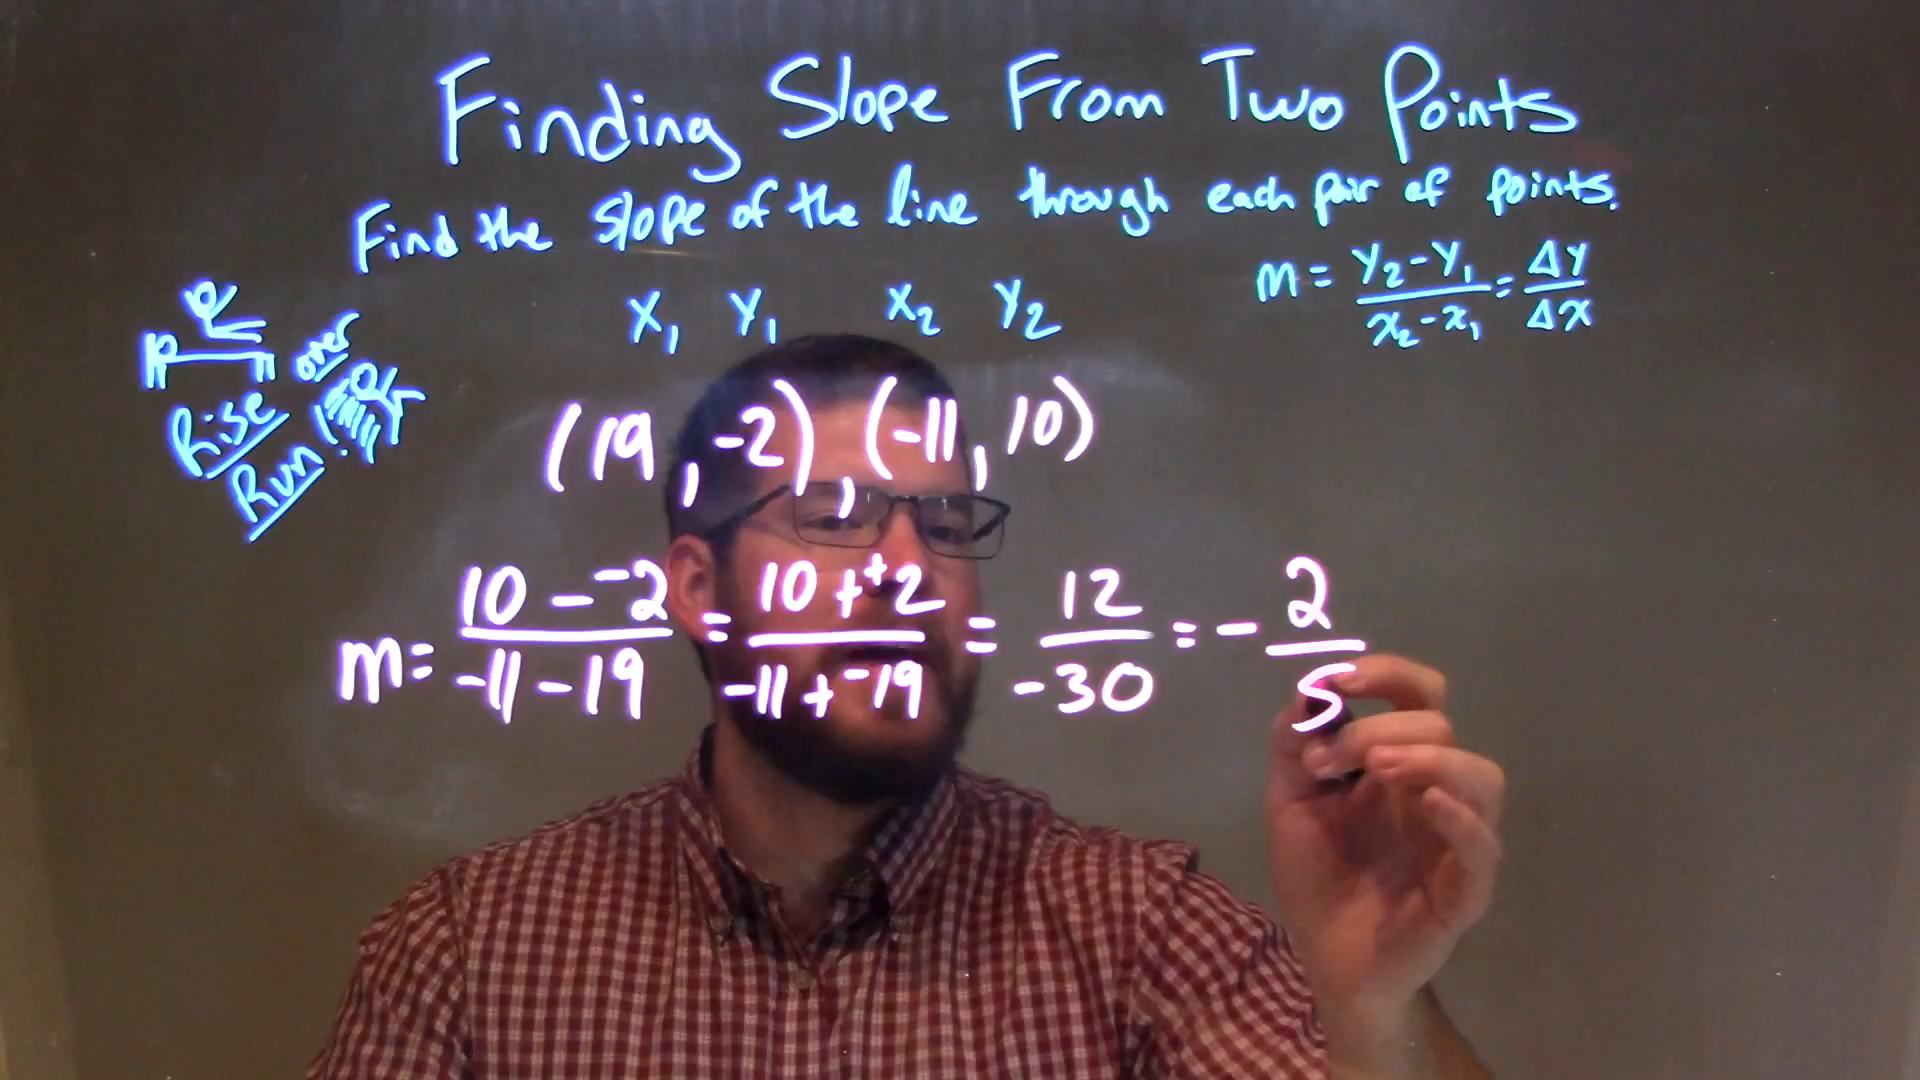 Finding Slope From Two Points
Find the slope of the line through each pair of points.
m = y₂-y₁/x₂-x₁ = Δy/Δx
x₁ y₁ x₂ y₂
Rise
over
Run
(19, -2), (-11, 10)
m = 10 - -2/-11 - 19 = 10 + +2/-11 + -19 = 12/-30 = - 2/5